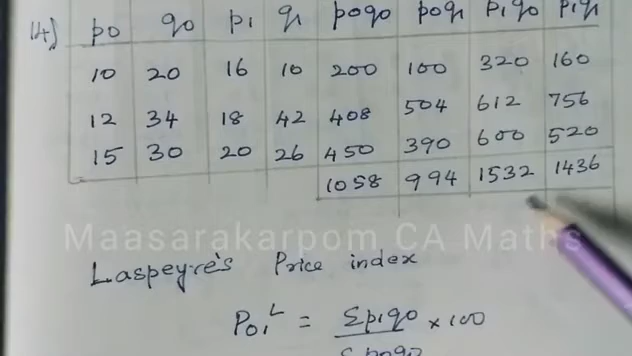 14) p0 q0 p1 q1 p0q0 p0q1 p1q0 p1q1
10 20 16 10 200 100 320 160
12 34 18 42 408 504 612 756
15 30 20 26 450 390 600 520
1058 994 1532 1436
Maasarakarpom CA Maths
Laspeyre's Price index
P01^L = Σp1q0 × 100
Σp0q0